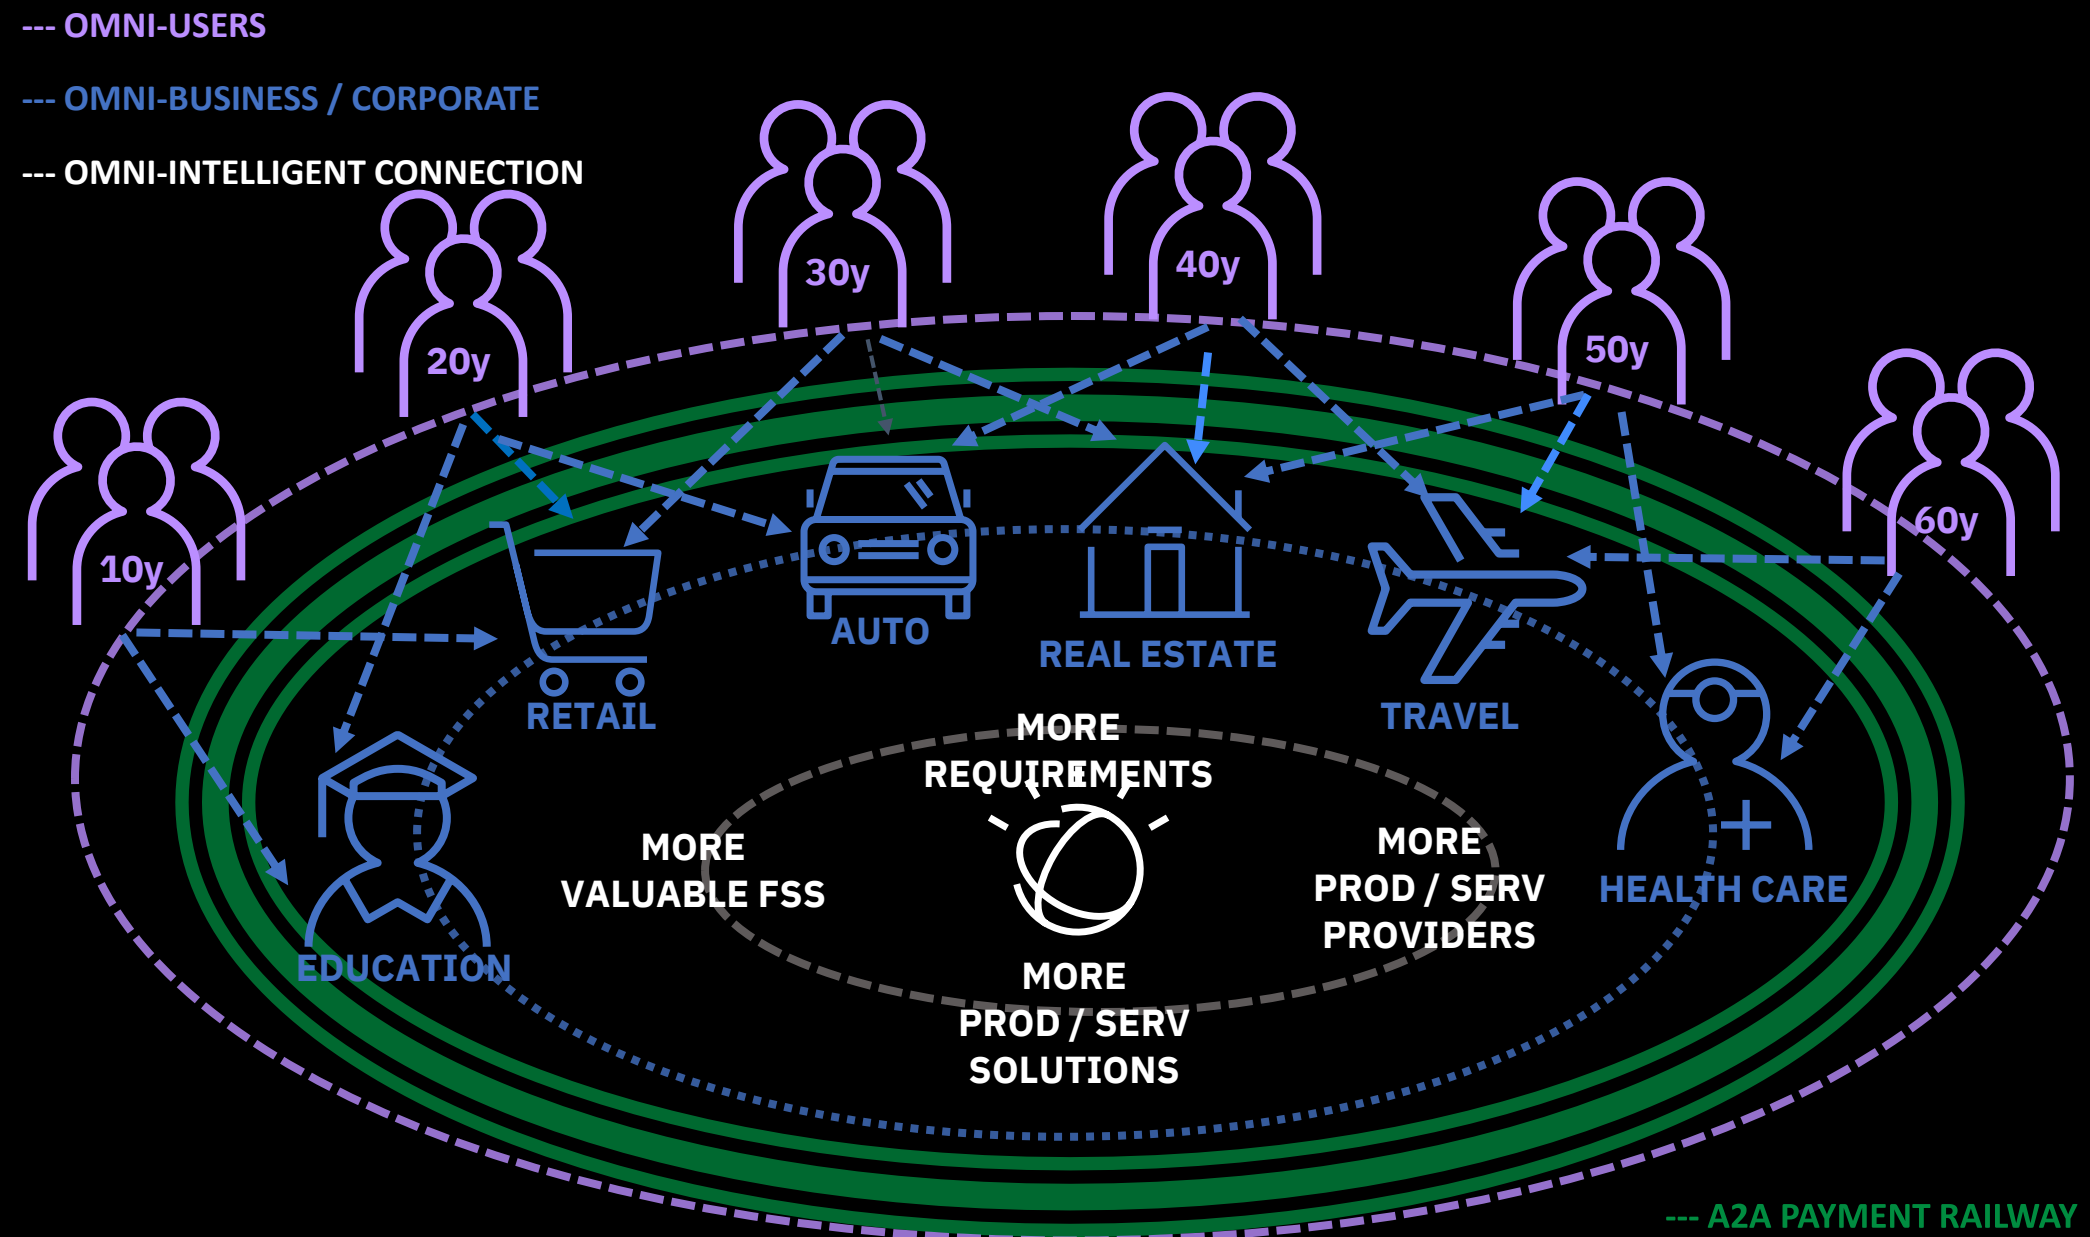 --- OMNI-USERS
--- OMNI-BUSINESS / CORPORATE
--- OMNI-INTELLIGENT CONNECTION
10y
20y
30y
40y
50y
60y
AUTO
REAL ESTATE
RETAIL
TRAVEL
HEALTH CARE
EDUCATION
MORE
REQUIREMENTS
MORE
VALUABLE FSS
MORE
PROD / SERV
PROVIDERS
MORE
PROD / SERV
SOLUTIONS
--- A2A PAYMENT RAILWAY